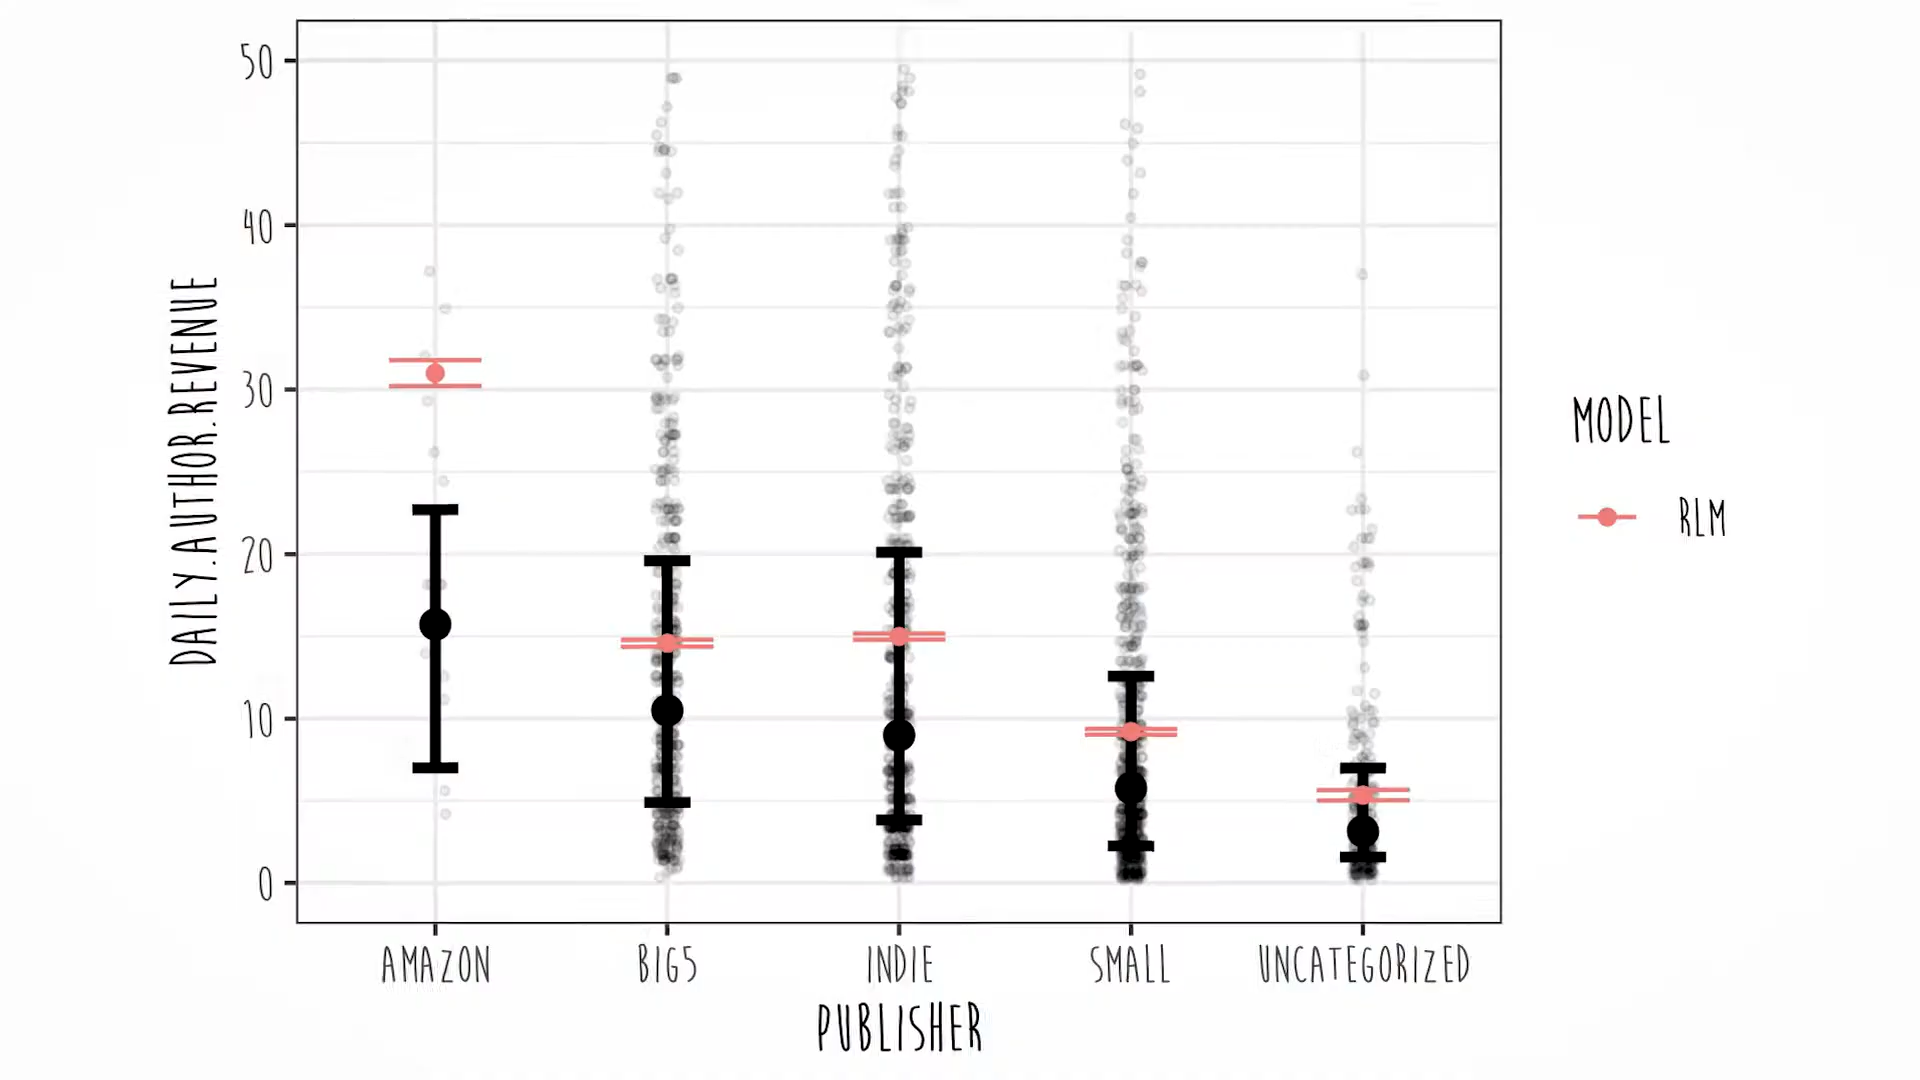 50
40
30
20
10
0
DAILY.AUTHOR.REVENUE
AMAZON
BIG5
INDIE
SMALL
UNCATEGORIZED
PUBLISHER
MODEL
RLM